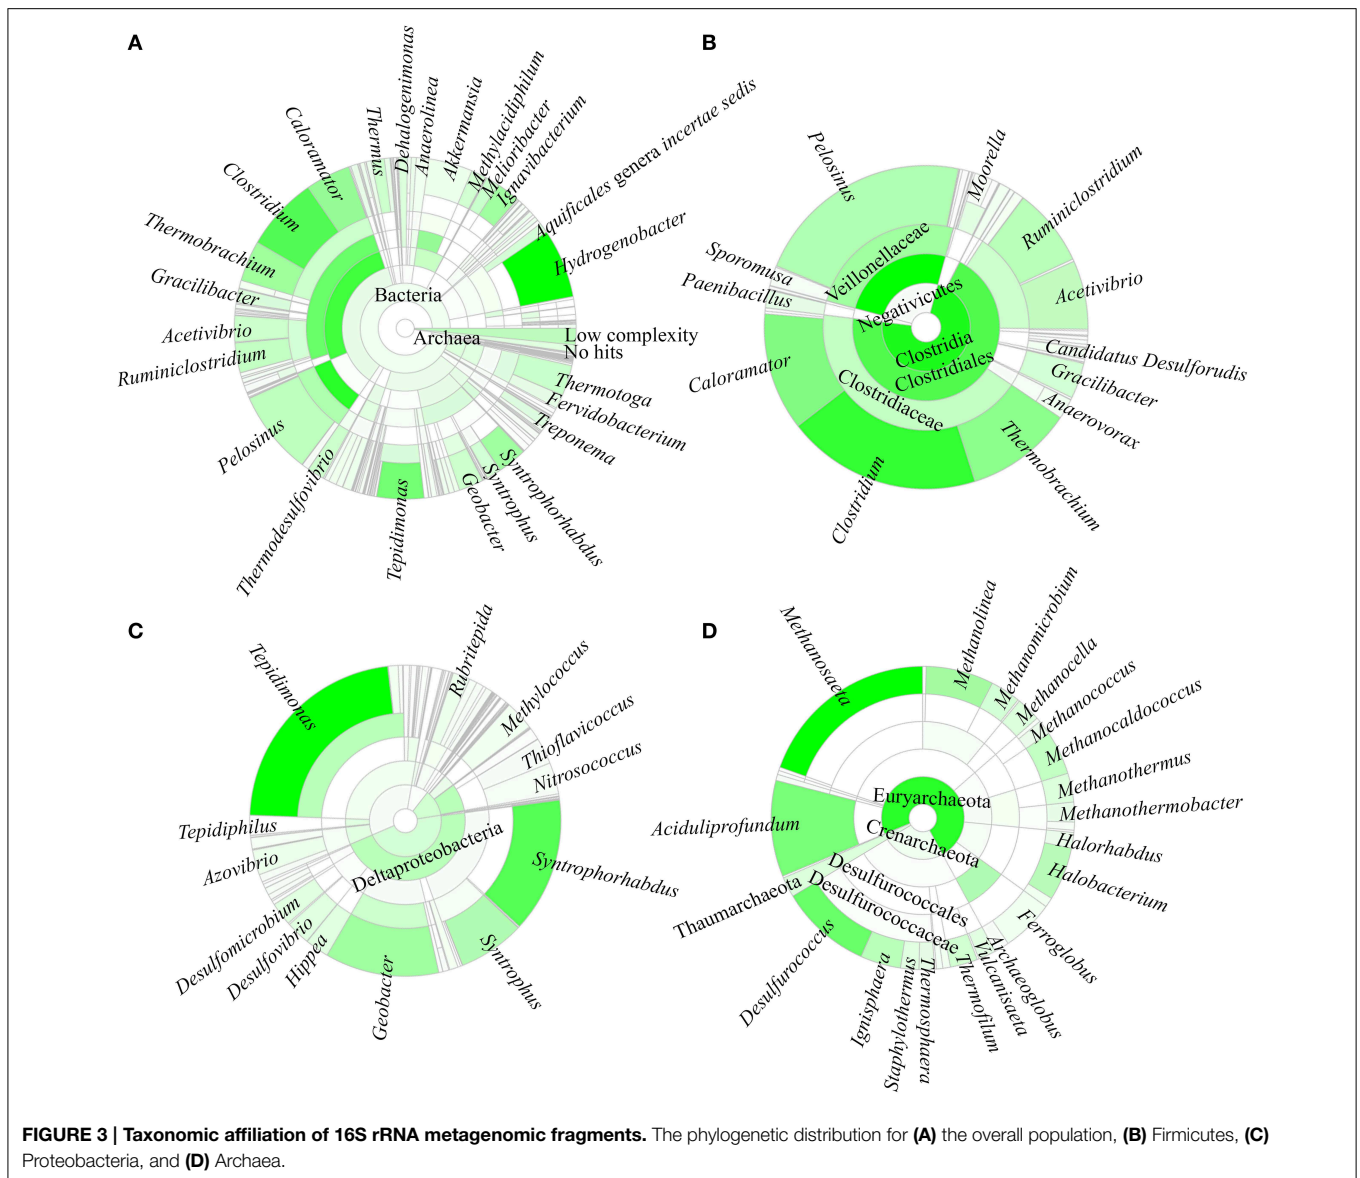 A
Caloramator
Clostridium
Thermobrachium
Gracilibacter
Acetivibrio
Ruminiclostridium
Pelosinus
Thermodesulfovibrio
Tepidimonas
Geobacter
Syntrophus
Syntrophorhabdus
Treponema
Fervidobacterium
Thermotoga
No hits
Low complexity
Hydrogenobacter
Aquificales genera incertae sedis
Ignavibacterium
Melioribacter
Methylacidiphilum
Akkermansia
Anaerolinea
Dehalogenimonas
Thermus
Bacteria
Archaea
B
Pelosinus
Sporomusa
Paenibacillus
Caloramator
Clostridium
Thermobrachium
Anaerovorax
Gracilibacter
Candidatus Desulforudis
Acetivibrio
Ruminiclostridium
Moorella
Veillonellaceae
Negativicutes
Clostridia
Clostridiales
Clostridiaceae
C
Tepidimonas
Tepidiphilus
Azovibrio
Desulfomicrobium
Desulfovibrio
Hippea
Geobacter
Syntrophus
Syntrophorhabdus
Nitrosococcus
Thioflavicoccus
Methylococcus
Rubritepida
Deltaproteobacteria
D
Methanosaeta
Aciduliprofundum
Thaumarchaeota
Desulfurococcus
Ignisphaera
Staphylothermus
Thermosphaera
Thermofilum
Vulcanisaeta
Archaeoglobus
Ferroglobus
Halobacterium
Halorhabdus
Methanothermobacter
Methanothermus
Methanocaldococcus
Methanococcus
Methanocella
Methanomicrobium
Methanolinea
Euryarchaeota
Crenarchaeota
Desulfurococcales
Desulfurococcaceae
FIGURE 3 | Taxonomic affiliation of 16S rRNA metagenomic fragments. The phylogenetic distribution for (A) the overall population, (B) Firmicutes, (C)
Proteobacteria, and (D) Archaea.